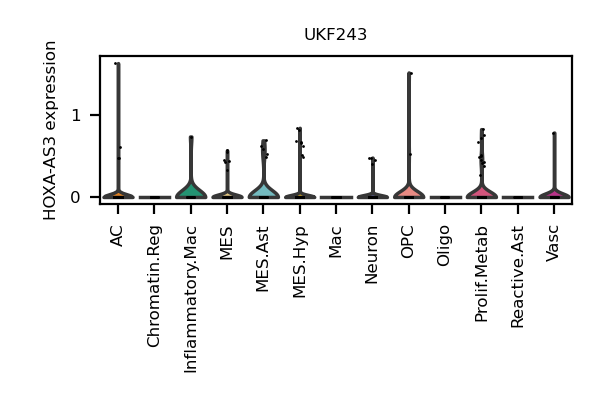 UKF243
HOXA-AS3 expression
1
0
AC
Chromatin.Reg
Inflammatory.Mac
MES
MES.Ast
MES.Hyp
Mac
Neuron
OPC
Oligo
Prolif.Metab
Reactive.Ast
Vasc